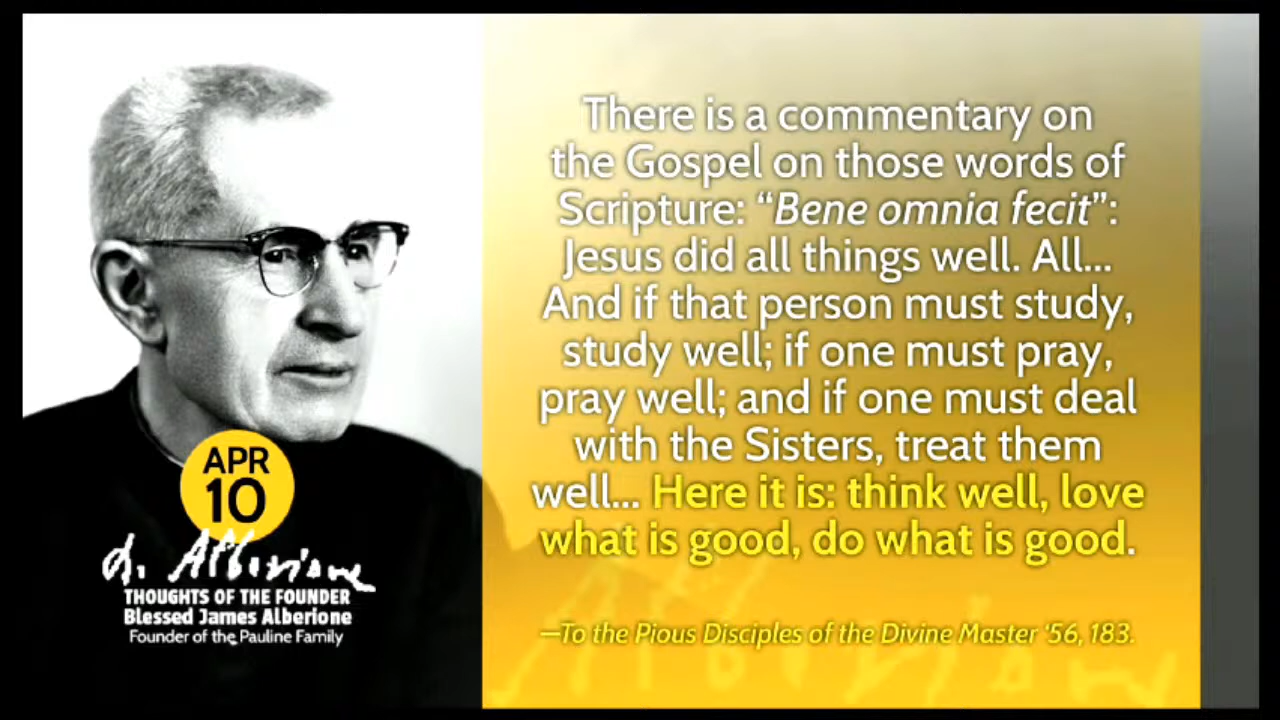 There is a commentary on
the Gospel on those words of
Scripture: “Bene omnia fecit”:
Jesus did all things well. All...
And if that person must study,
study well; if one must pray,
pray well; and if one must deal
with the Sisters, treat them
well... Here it is: think well, love
what is good, do what is good.
—To the Pious Disciples of the Divine Master ‘56, 183.
APR
10
d. Alberione
THOUGHTS OF THE FOUNDER
Blessed James Alberione
Founder of the Pauline Family